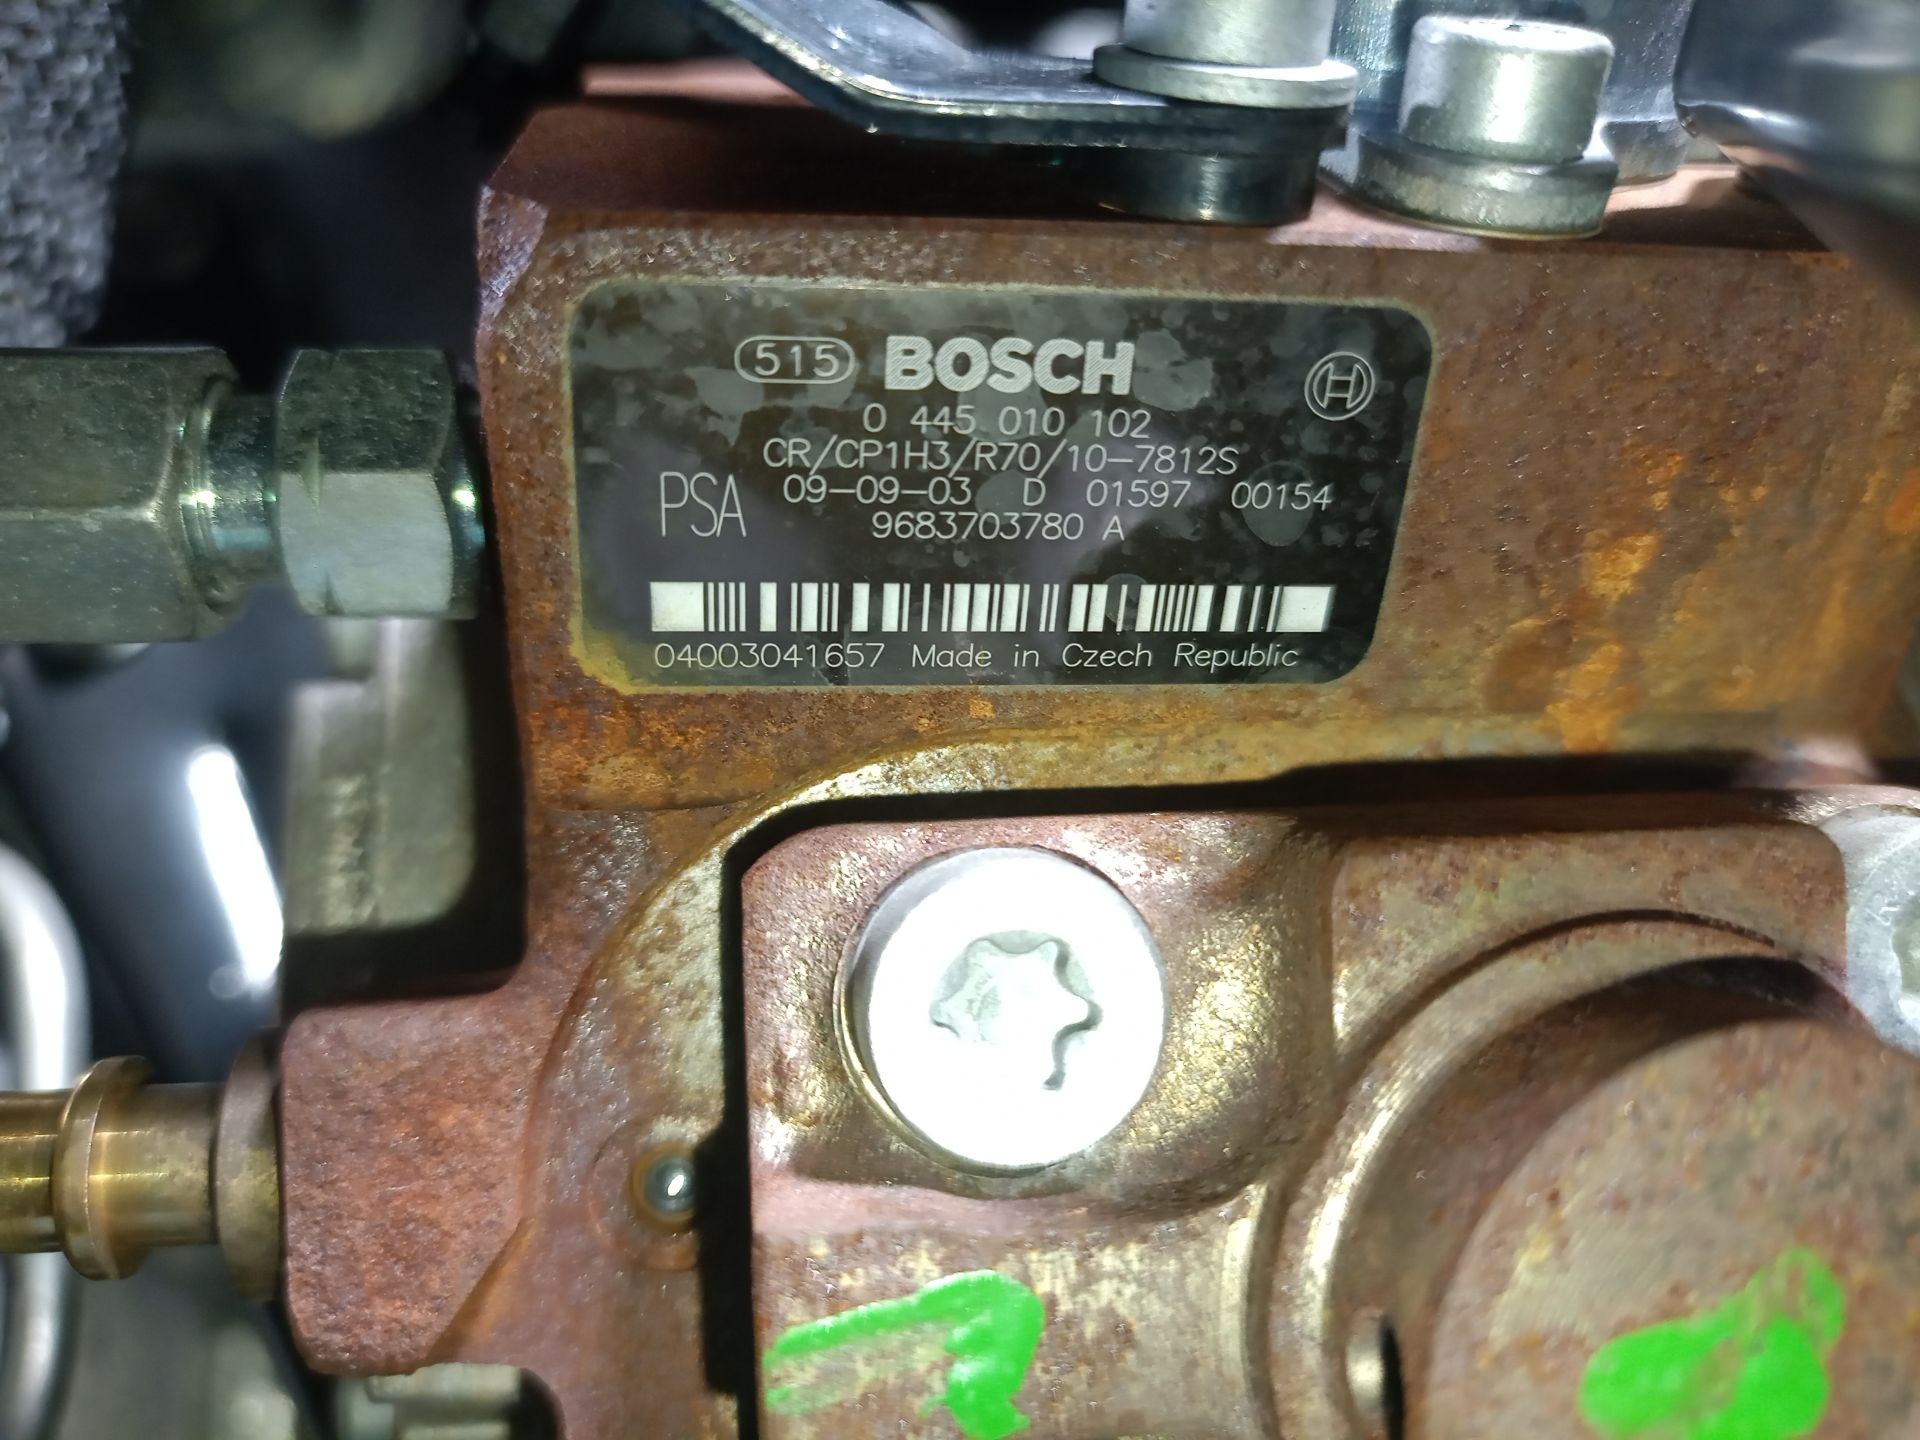 515 BOSCH
0 445 010 102
CR/CP1H3/R70/10-7812S
PSA 09-09-03 D 01597 00154
9683703780 A
04003041657 Made in Czech Republic